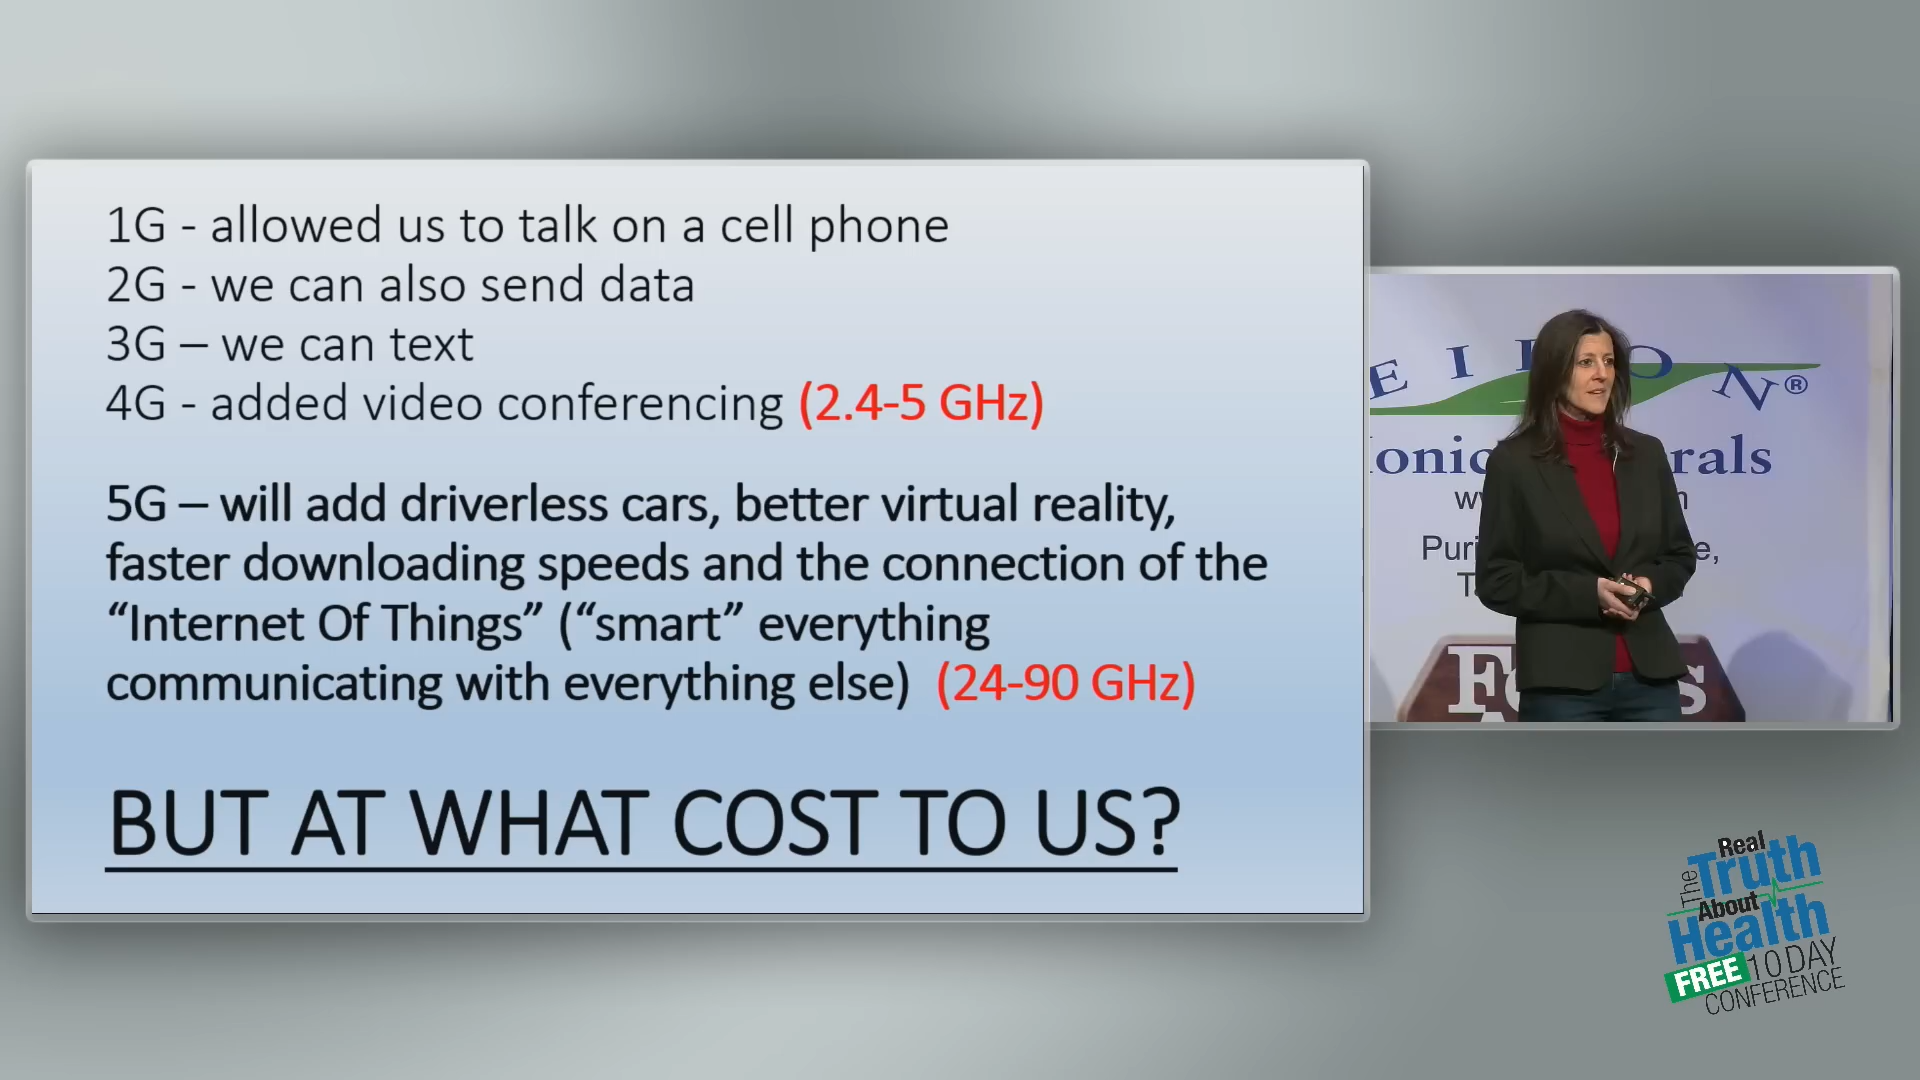 1G - allowed us to talk on a cell phone
2G - we can also send data
3G – we can text
4G - added video conferencing (2.4-5 GHz)
5G – will add driverless cars, better virtual reality,
faster downloading speeds and the connection of the
“Internet Of Things” (“smart” everything
communicating with everything else) (24-90 GHz)
BUT AT WHAT COST TO US?
The Real
Truth
About
Health
FREE 10 DAY
CONFERENCE